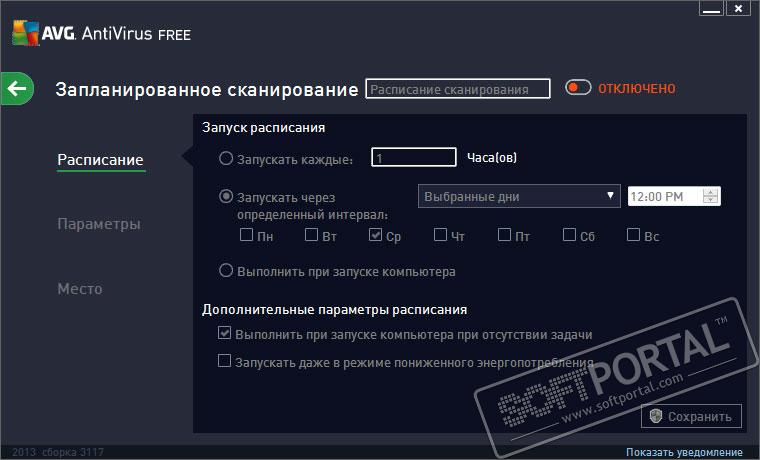 AVG. AntiVirus FREE
Запланированное сканирование
Расписание сканирования
ОТКЛЮЧЕНО
Расписание
Параметры
Место
Запуск расписания
Запускать каждые:
1
Часа(ов)
Запускать через
определенный интервал:
Выбранные дни
12:00 PM
Пн
Вт
Ср
Чт
Пт
Сб
Вс
Выполнить при запуске компьютера
Дополнительные параметры расписания
Выполнить при запуске компьютера при отсутствии задачи
Запускать даже в режиме пониженного энергопотребления
Сохранить
SOFTPORTAL™
www.softportal.com
2013 сборка 3117
Показать уведомление